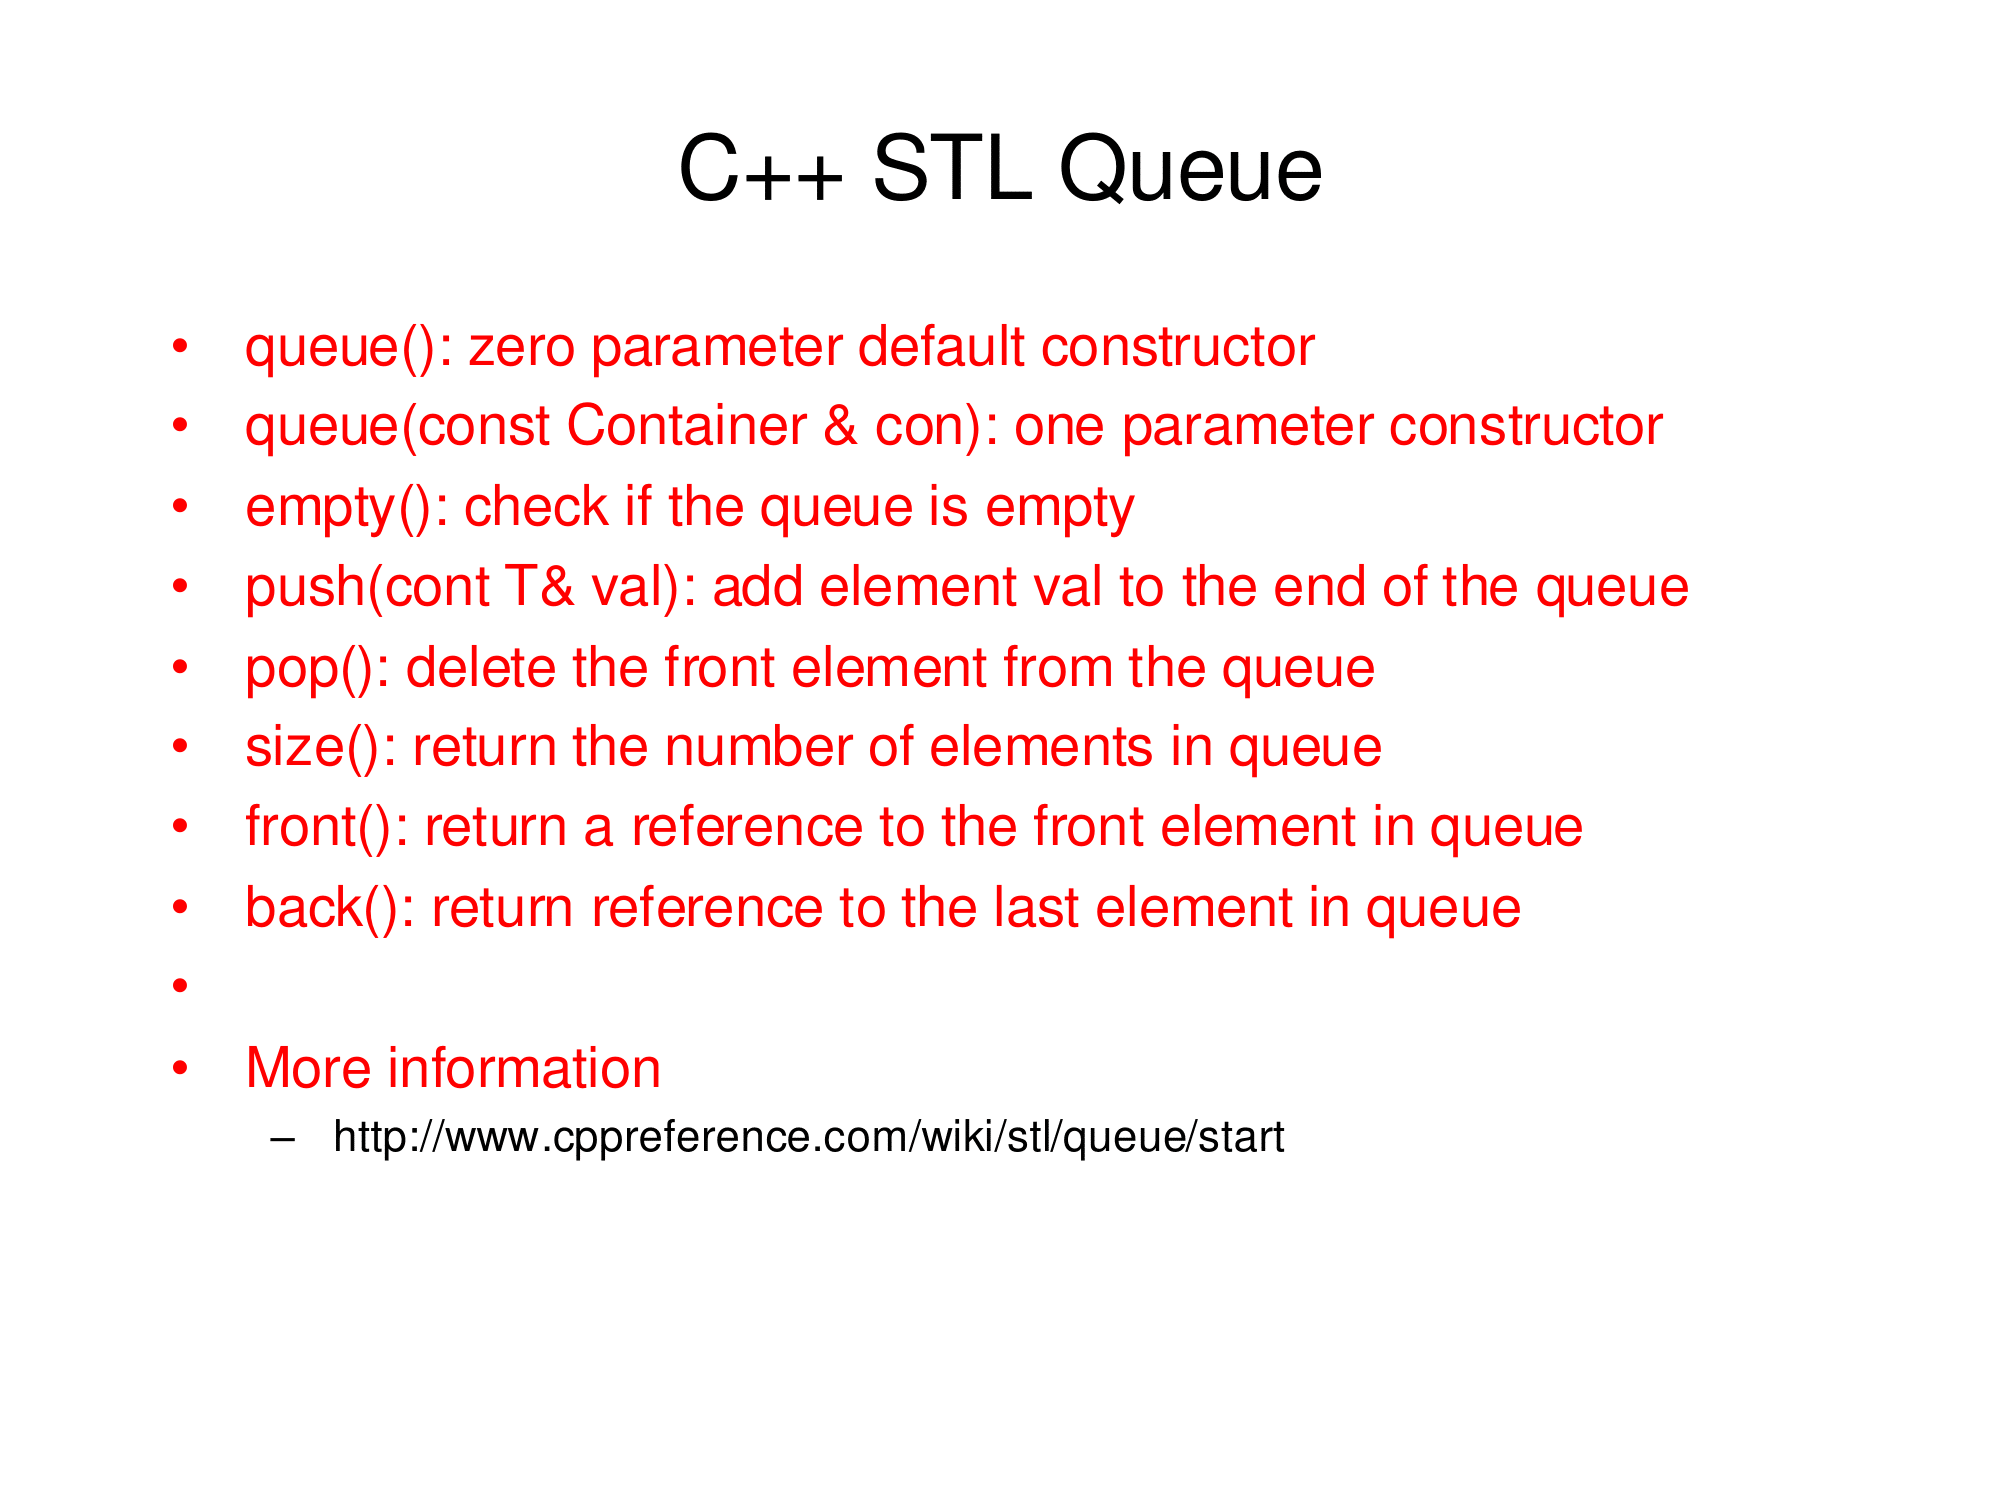 C++ STL Queue
• queue(): zero parameter default constructor
• queue(const Container & con): one parameter constructor
• empty(): check if the queue is empty
• push(cont T& val): add element val to the end of the queue
• pop(): delete the front element from the queue
• size(): return the number of elements in queue
• front(): return a reference to the front element in queue
• back(): return reference to the last element in queue
•
• More information
– http://www.cppreference.com/wiki/stl/queue/start